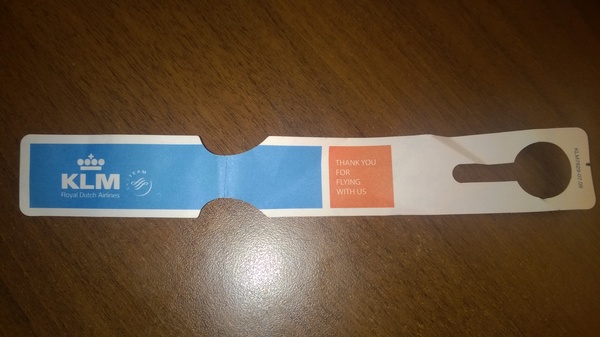 KLM
Royal Dutch Airlines
THANK YOU
FOR
FLYING
WITH US